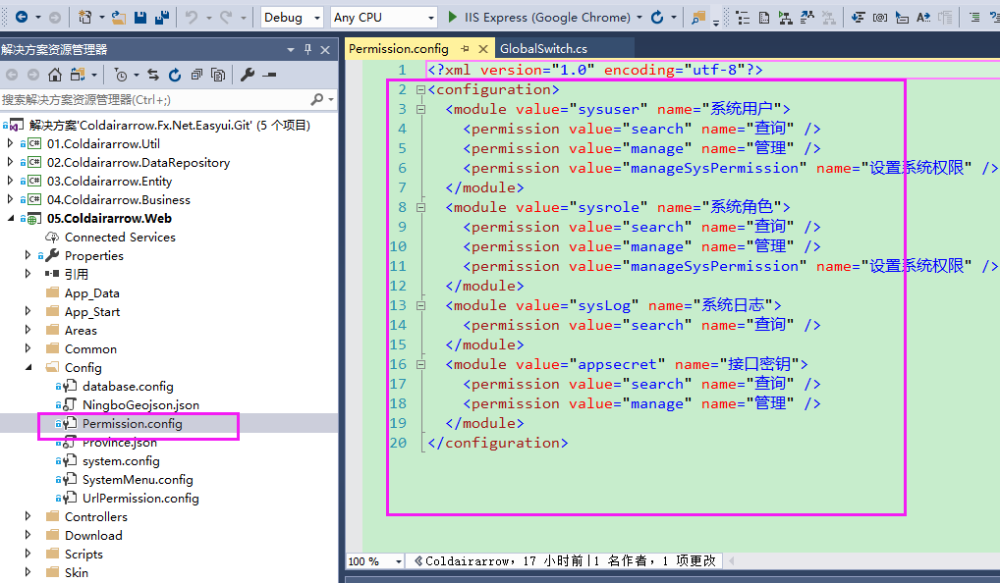 Debug
Any CPU
IIS Express (Google Chrome)
解决方案资源管理器
搜索解决方案资源管理器(Ctrl+;)
解决方案'Coldairarrow.Fx.Net.Easyui.Git' (5 个项目)
C# 01.Coldairarrow.Util
C# 02.Coldairarrow.DataRepository
C# 03.Coldairarrow.Entity
C# 04.Coldairarrow.Business
05.Coldairarrow.Web
Connected Services
Properties
引用
App_Data
App_Start
Areas
Common
Config
database.config
NingboGeojson.json
Permission.config
Province.json
system.config
SystemMenu.config
UrlPermission.config
Controllers
Download
Scripts
Skin
Permission.config
GlobalSwitch.cs
1 <?xml version="1.0" encoding="utf-8"?>
2 <configuration>
3 <module value="sysuser" name="系统用户">
4 <permission value="search" name="查询" />
5 <permission value="manage" name="管理" />
6 <permission value="manageSysPermission" name="设置系统权限" />
7 </module>
8 <module value="sysrole" name="系统角色">
9 <permission value="search" name="查询" />
10 <permission value="manage" name="管理" />
11 <permission value="manageSysPermission" name="设置系统权限" />
12 </module>
13 <module value="sysLog" name="系统日志">
14 <permission value="search" name="查询" />
15 </module>
16 <module value="appsecret" name="接口密钥">
17 <permission value="search" name="查询" />
18 <permission value="manage" name="管理" />
19 </module>
20 </configuration>
100 %
Coldairarrow，17 小时前|1 名作者，1 项更改